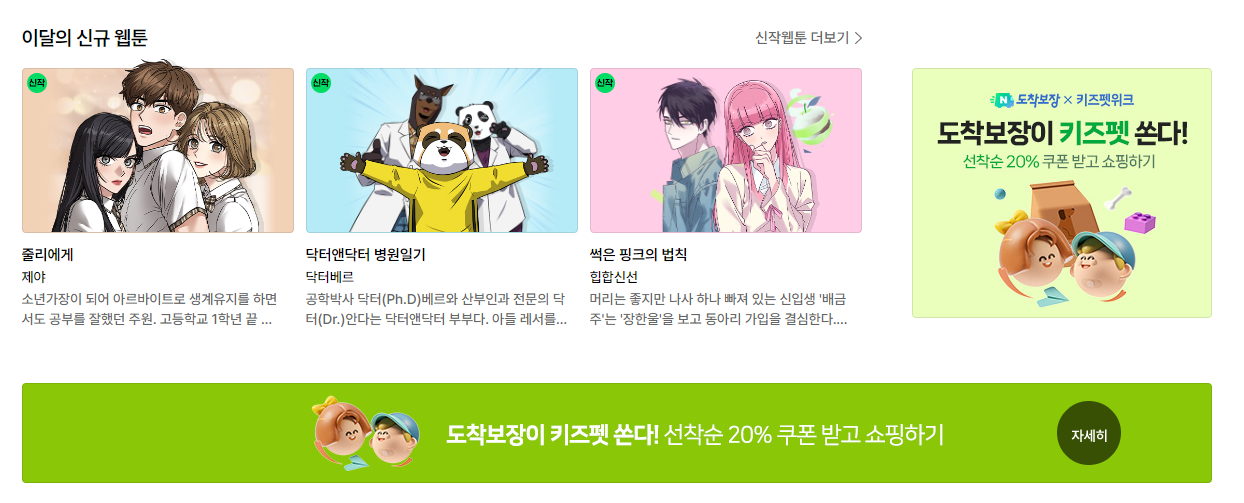 이달의 신규 웹툰
신작웹툰 더보기 >
신작
신작
신작
줄리에게
제야
소년가장이 되어 아르바이트로 생계유지를 하면
서도 공부를 잘했던 주원. 고등학교 1학년 끝 ...
닥터앤닥터 병원일기
닥터베르
공학박사 닥터(Ph.D)베르와 산부인과 전문의 닥
터(Dr.)안다는 닥터앤닥터 부부다. 아들 레서를...
썩은 핑크의 법칙
힙합신선
머리는 좋지만 나사 하나 빠져 있는 신입생 '배금
주'는 '장한울'을 보고 동아리 가입을 결심한다....
N 도착보장 × 키즈펫위크
도착보장이 키즈펫 쏜다!
선착순 20% 쿠폰 받고 쇼핑하기
도착보장이 키즈펫 쏜다! 선착순 20% 쿠폰 받고 쇼핑하기
자세히